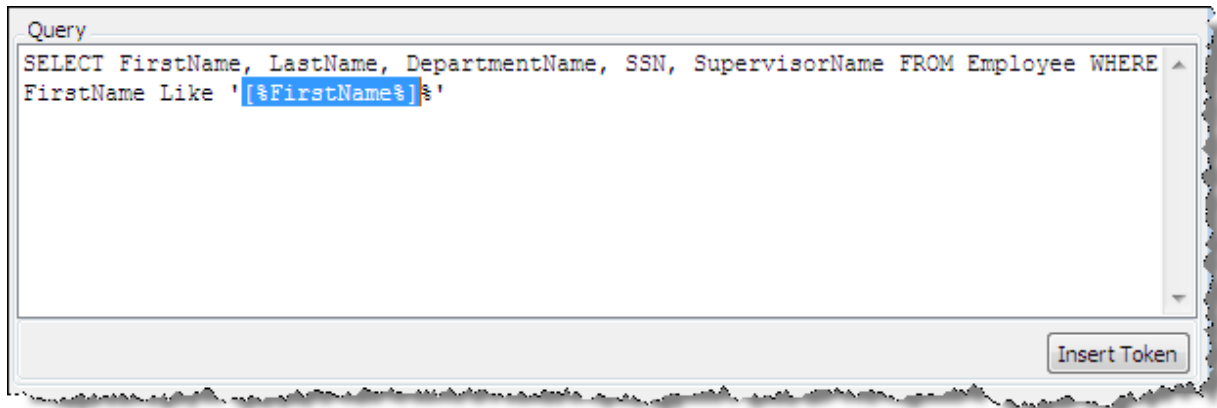 Query
SELECT FirstName, LastName, DepartmentName, SSN, SupervisorName FROM Employee WHERE
FirstName Like '[%FirstName%]%'
Insert Token